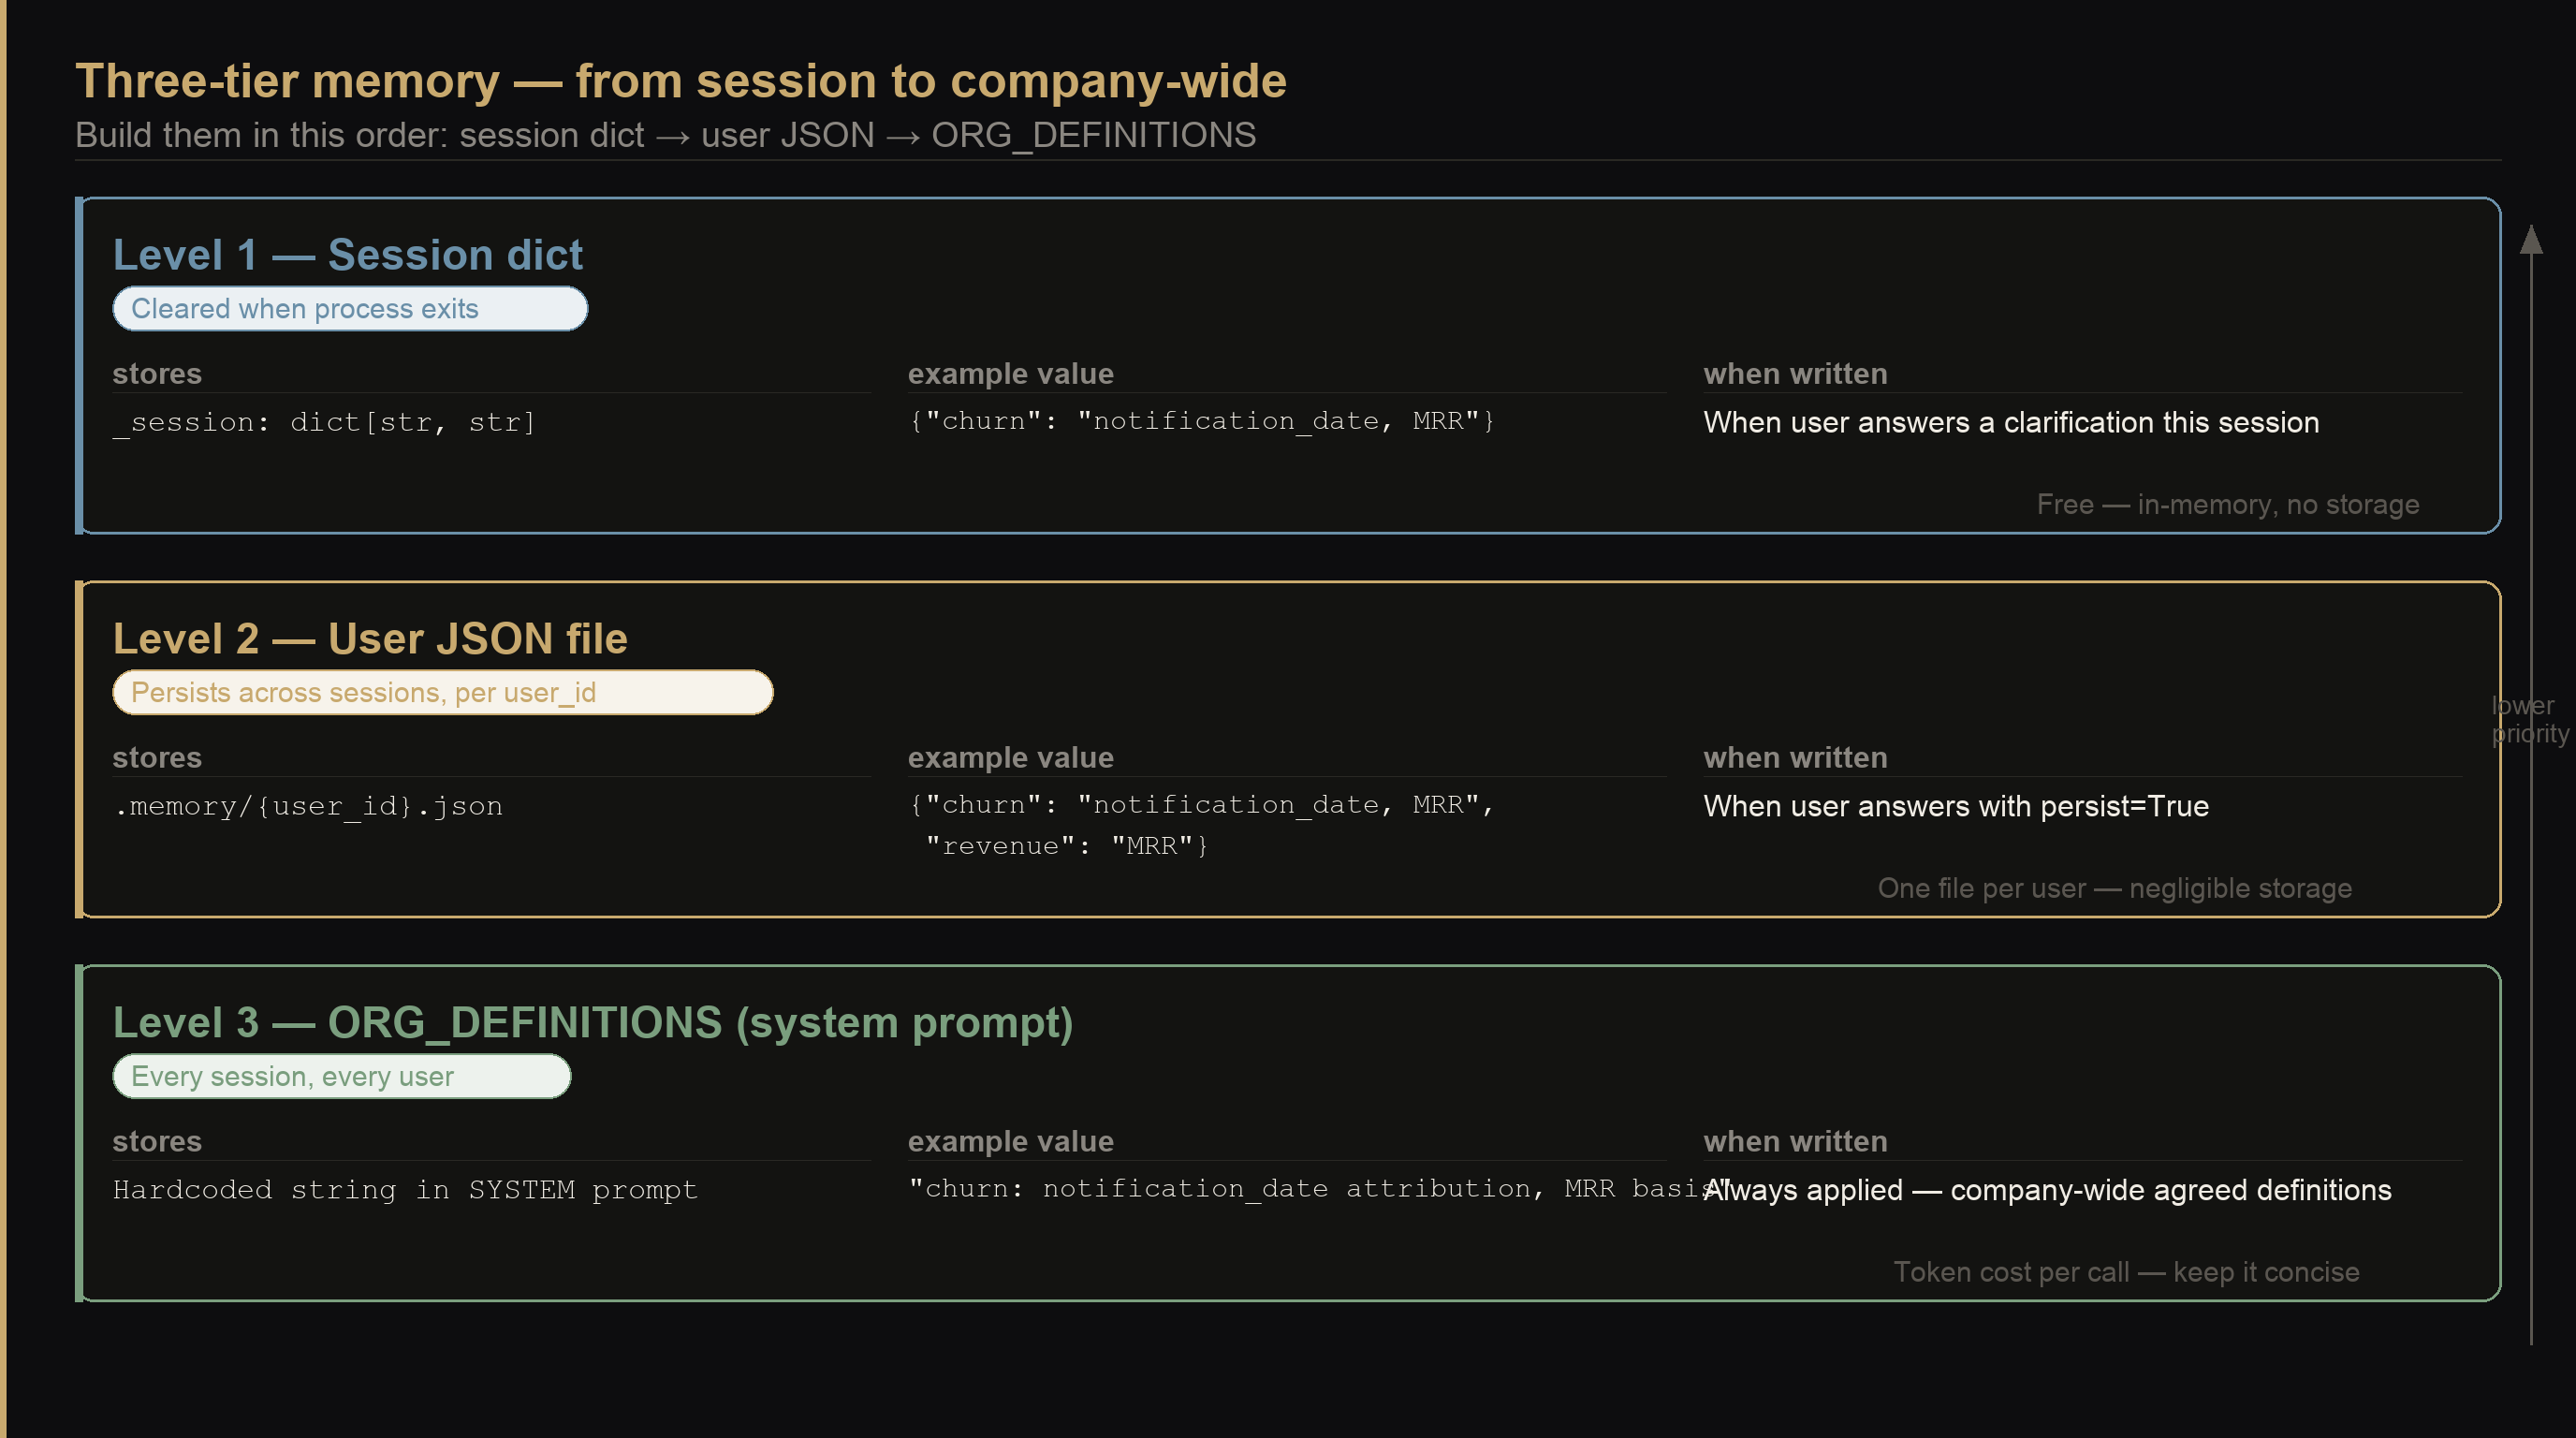 Three-tier memory — from session to company-wide
Build them in this order: session dict → user JSON → ORG_DEFINITIONS
Level 1 — Session dict
Cleared when process exits
stores
example value
when written
_session: dict[str, str]
{"churn": "notification_date, MRR"}
When user answers a clarification this session
Free — in-memory, no storage
Level 2 — User JSON file
Persists across sessions, per user_id
lower
priority
stores
example value
when written
.memory/{user_id}.json
{"churn": "notification_date, MRR",
"revenue": "MRR"}
When user answers with persist=True
One file per user — negligible storage
Level 3 — ORG_DEFINITIONS (system prompt)
Every session, every user
stores
example value
when written
Hardcoded string in SYSTEM prompt
"churn: notification_date attribution, MRR basis"
Always applied — company-wide agreed definitions
Token cost per call — keep it concise